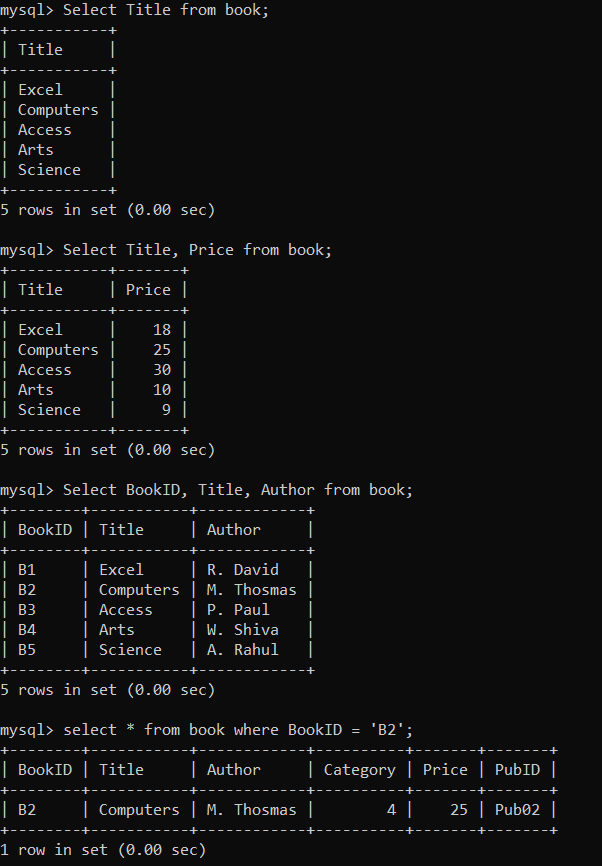 mysql> Select Title from book;
+-----------+
| Title     |
+-----------+
| Excel     |
| Computers |
| Access    |
| Arts      |
| Science   |
+-----------+
5 rows in set (0.00 sec)

mysql> Select Title, Price from book;
+-----------+-------+
| Title     | Price |
+-----------+-------+
| Excel     |    18 |
| Computers |    25 |
| Access    |    30 |
| Arts      |    10 |
| Science   |     9 |
+-----------+-------+
5 rows in set (0.00 sec)

mysql> Select BookID, Title, Author from book;
+--------+-----------+------------+
| BookID | Title     | Author     |
+--------+-----------+------------+
| B1     | Excel     | R. David   |
| B2     | Computers | M. Thosmas |
| B3     | Access    | P. Paul    |
| B4     | Arts      | W. Shiva   |
| B5     | Science   | A. Rahul   |
+--------+-----------+------------+
5 rows in set (0.00 sec)

mysql> select * from book where BookID = 'B2';
+--------+-----------+------------+----------+-------+-------+
| BookID | Title     | Author     | Category | Price | PubID |
+--------+-----------+------------+----------+-------+-------+
| B2     | Computers | M. Thosmas |        4 |    25 | Pub02 |
+--------+-----------+------------+----------+-------+-------+
1 row in set (0.00 sec)